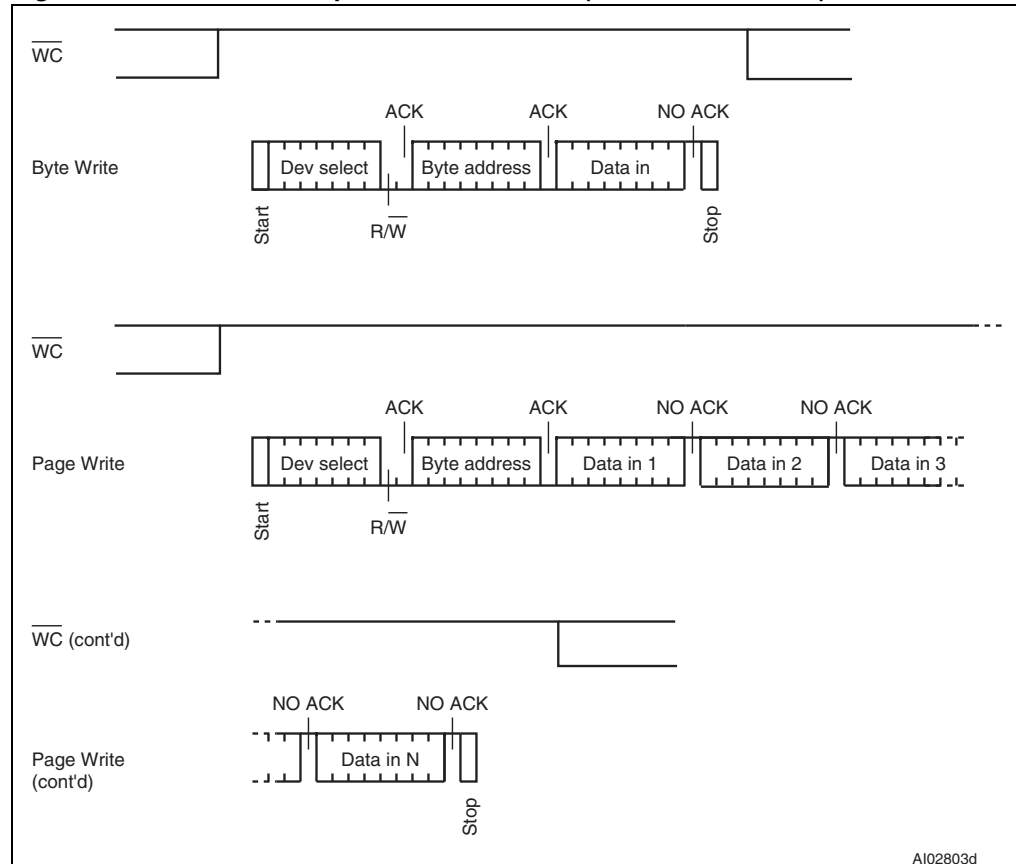 WC
ACK ACK NO ACK
Byte Write Dev select Byte address Data in
Start R/W Stop
WC
ACK ACK NO ACK NO ACK
Page Write Dev select Byte address Data in 1 Data in 2 Data in 3
Start R/W
WC (cont'd)
NO ACK NO ACK
Page Write Data in N
(cont'd)
Stop
AI02803d